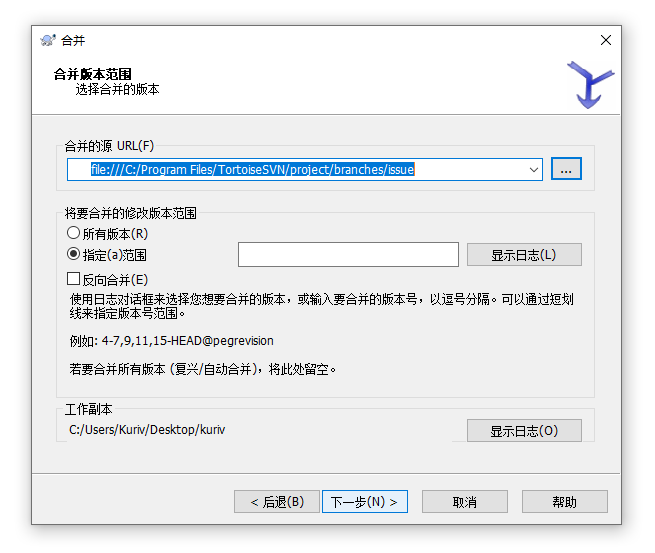 合并
合并版本范围
选择合并的版本
合并的源 URL(F)
file:///C:/Program Files/TortoiseSVN/project/branches/issue
...
将要合并的修改版本范围
所有版本(R)
指定(a)范围
显示日志(L)
反向合并(E)
使用日志对话框来选择您想要合并的版本，或输入要合并的版本号，以逗号分隔。可以通过短划
线来指定版本号范围。
例如: 4-7,9,11,15-HEAD@pegrevision
若要合并所有版本 (复兴/自动合并)，将此处留空。
工作副本
C:/Users/Kuriv/Desktop/kuriv
显示日志(O)
< 后退(B)
下一步(N) >
取消
帮助